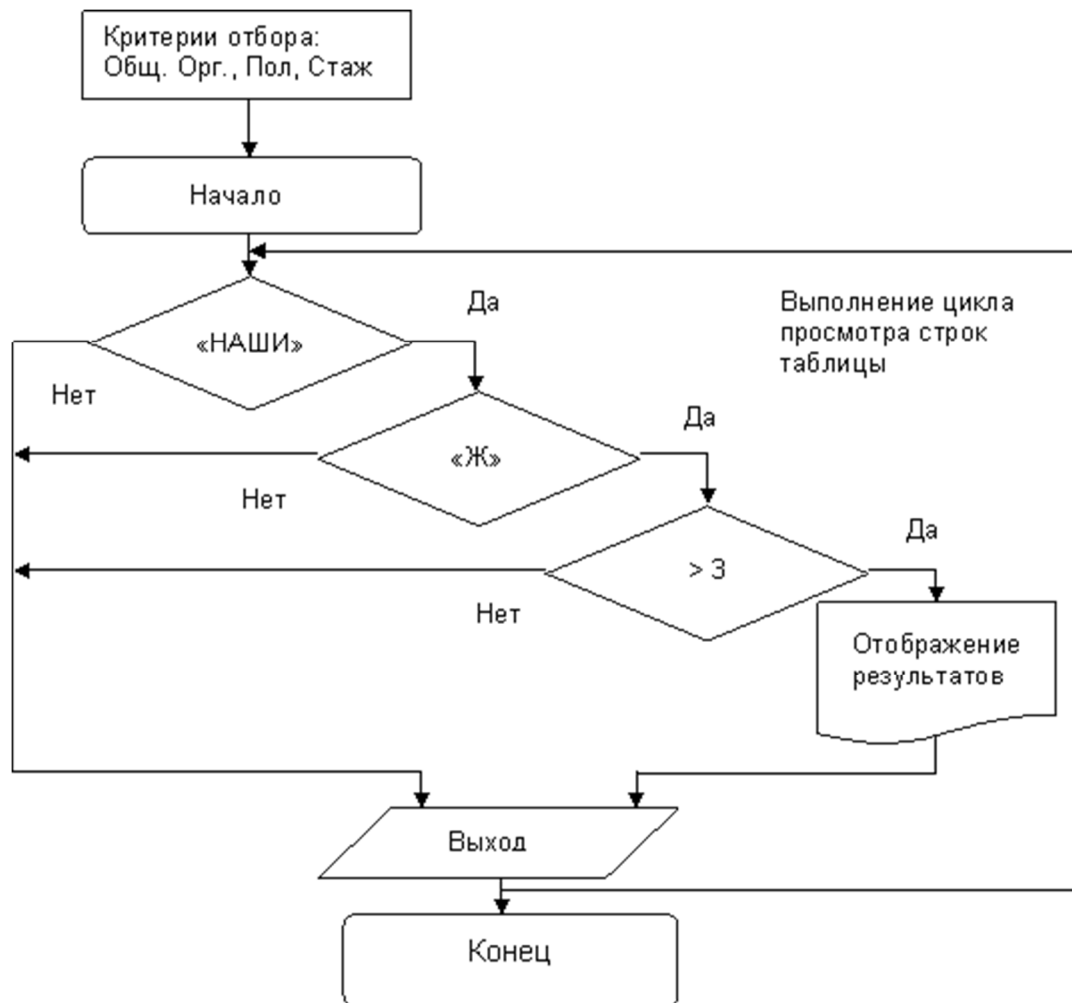 Критерии отбора:
Общ. Орг., Пол, Стаж
Начало
Да
Выполнение цикла
просмотра строк
таблицы
«НАШИ»
Нет
Да
«Ж»
Нет
Да
> 3
Нет
Отображение
результатов
Выход
Конец